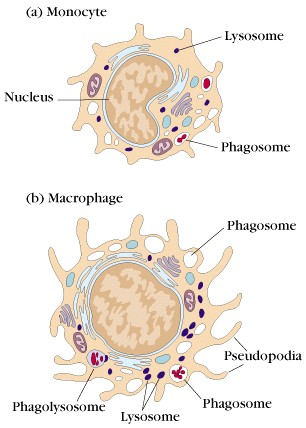 (a) Monocyte
Lysosome
Nucleus
Phagosome
(b) Macrophage
Phagosome
Pseudopodia
Phagolysosome
Lysosome
Phagosome